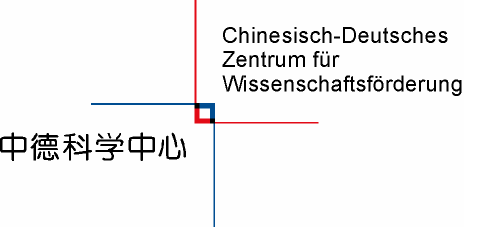 Chinesisch-Deutsches
Zentrum für
Wissenschaftsförderung
中德科学中心